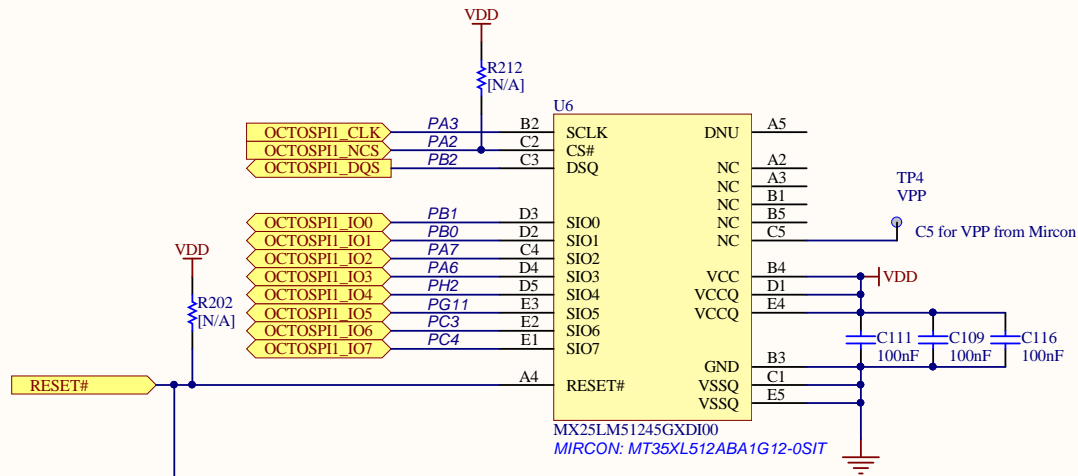 VDD
R212
[N/A]
U6
OCTOSPI1_CLK PA3 B2 SCLK DNU A5
OCTOSPI1_NCS PA2 C2 CS#
OCTOSPI1_DQS PB2 C3 DSQ NC A2
NC A3
NC B1
OCTOSPI1_IO0 PB1 D3 SIO0 NC B5
OCTOSPI1_IO1 PB0 D2 SIO1 NC C5
TP4
VPP
C5 for VPP from Mircon
OCTOSPI1_IO2 PA7 C4 SIO2
OCTOSPI1_IO3 PA6 D4 SIO3 VCC B4 VDD
OCTOSPI1_IO4 PH2 D5 SIO4 VCCQ D1
OCTOSPI1_IO5 PG11 E3 SIO5 VCCQ E4
OCTOSPI1_IO6 PC3 E2 SIO6
OCTOSPI1_IO7 PC4 E1 SIO7
VDD
R202
[N/A]
C111
100nF
C109
100nF
C116
100nF
GND B3
RESET# A4 RESET# VSSQ C1
VSSQ E5
MX25LM51245GXDI00
MIRCON: MT35XL512ABA1G12-0SIT